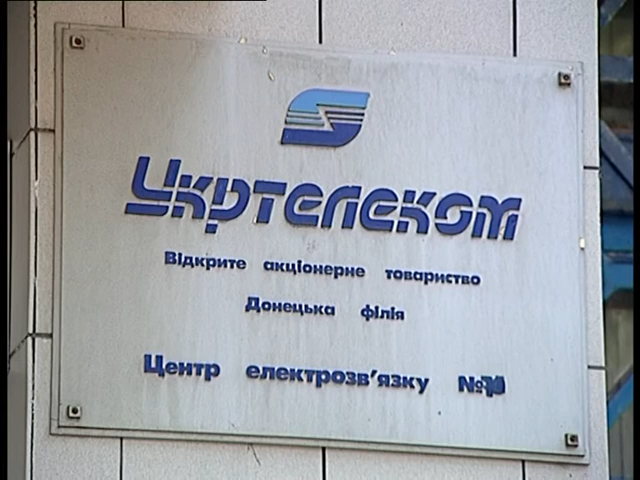 Укртелеком
Відкрите акціонерне товариство
Донецька філія
Центр електрозв'язку №